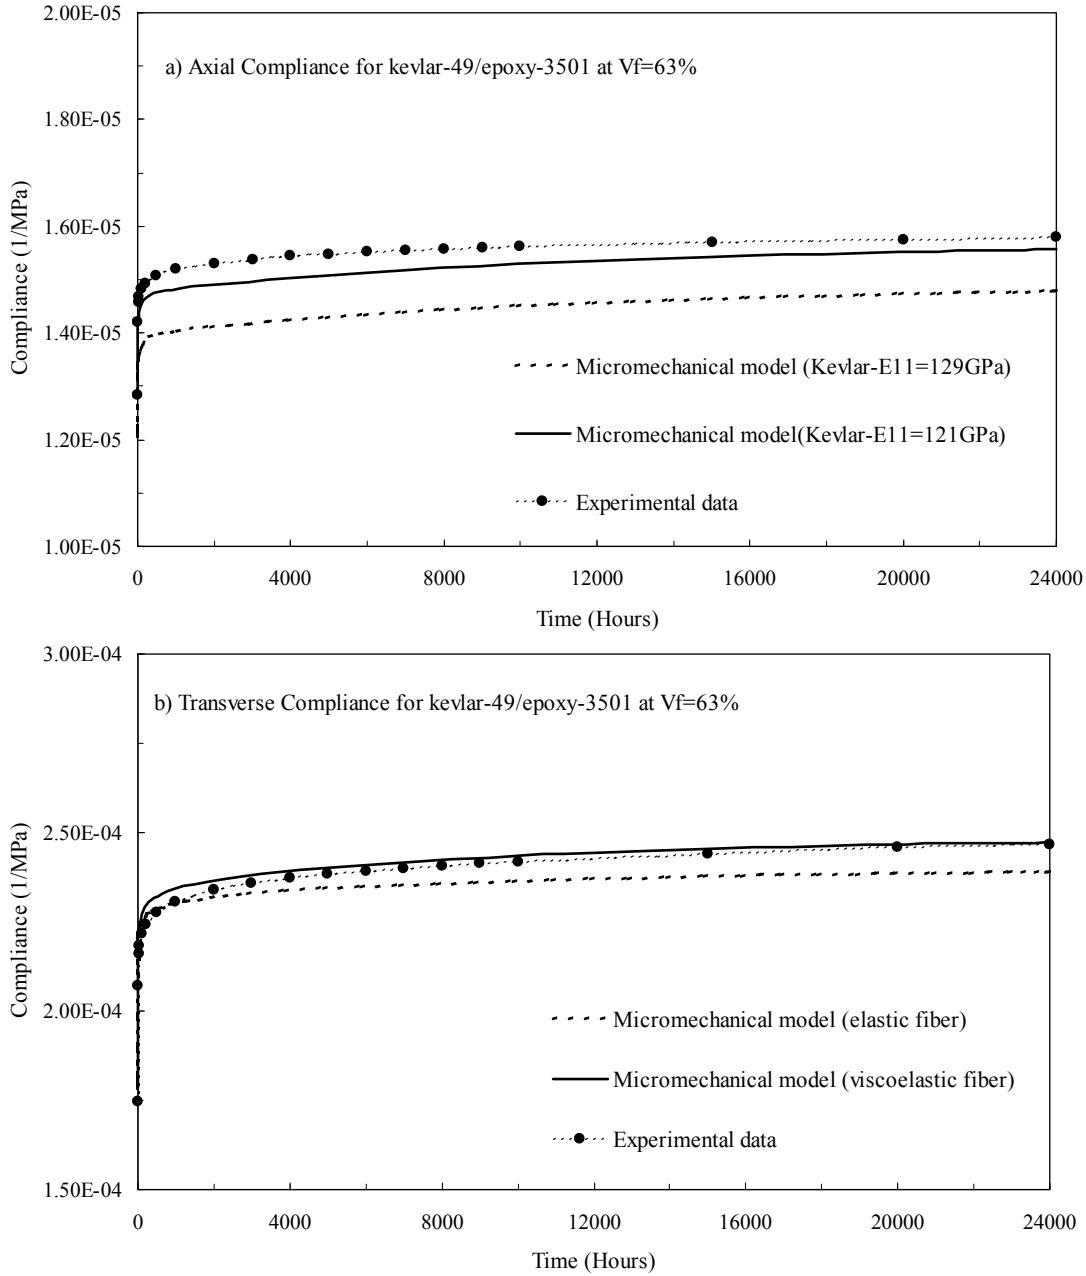 2.00E-05
a) Axial Compliance for kevlar-49/epoxy-3501 at Vf=63%
1.80E-05
1.60E-05
1.40E-05
1.20E-05
1.00E-05
Compliance (1/MPa)
Micromechanical model (Kevlar-E11=129GPa)
Micromechanical model(Kevlar-E11=121GPa)
Experimental data
0 4000 8000 12000 16000 20000 24000
Time (Hours)
3.00E-04
b) Transverse Compliance for kevlar-49/epoxy-3501 at Vf=63%
2.50E-04
2.00E-04
1.50E-04
Compliance (1/MPa)
Micromechanical model (elastic fiber)
Micromechanical model (viscoelastic fiber)
Experimental data
0 4000 8000 12000 16000 20000 24000
Time (Hours)